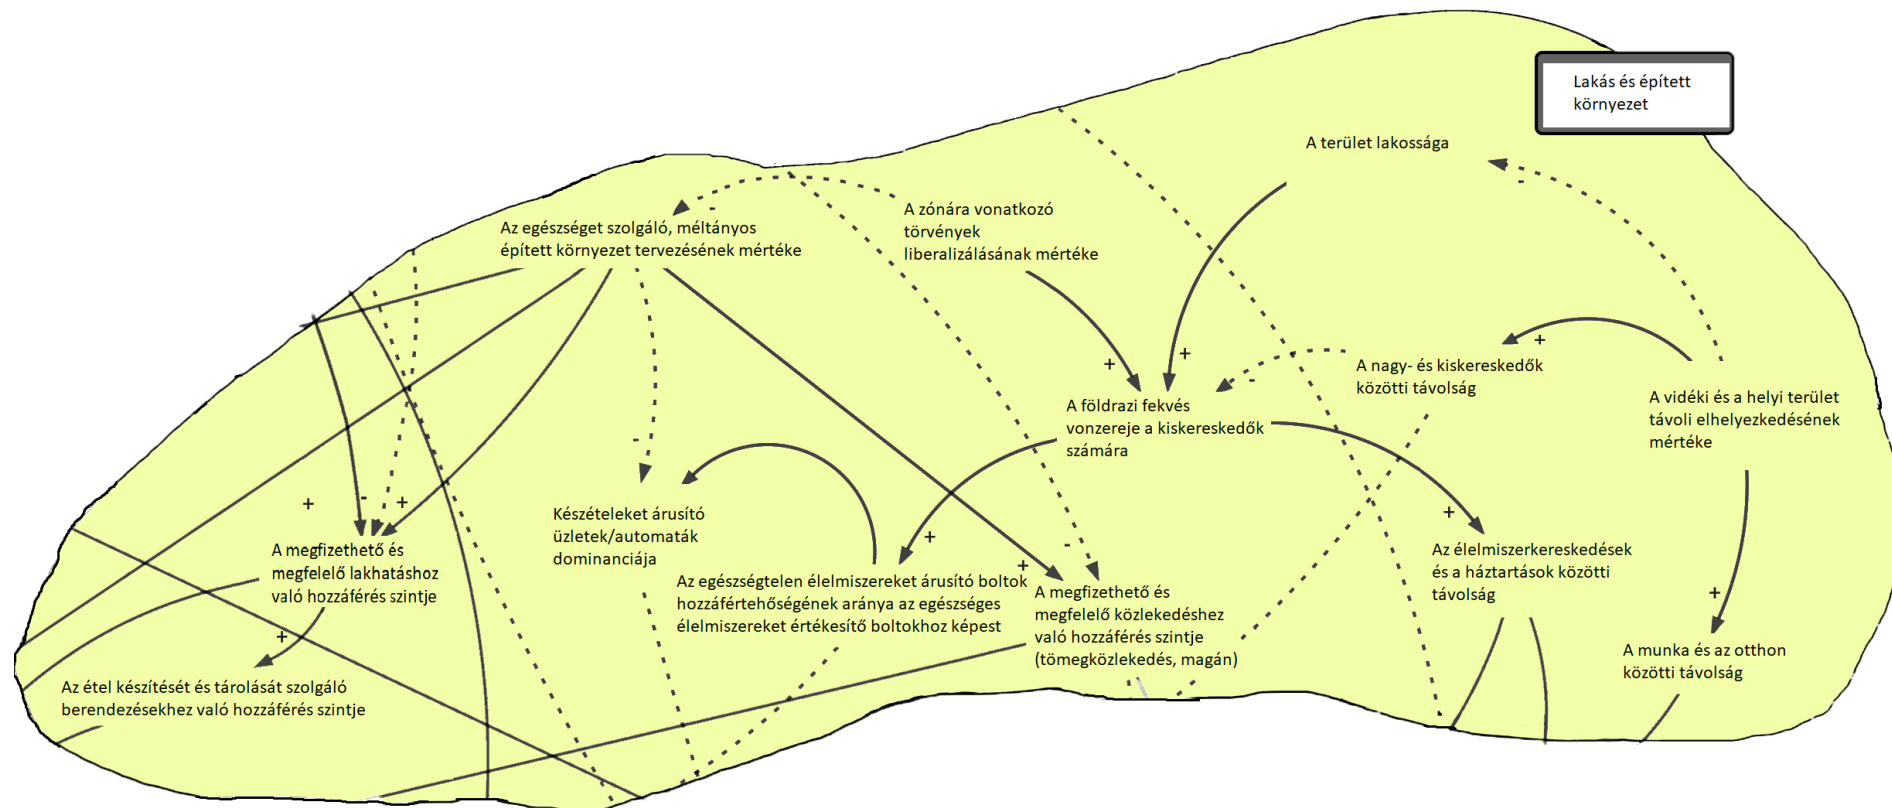 Lakás és épített
környezet
A terület lakossága
A zónára vonatkozó
törvények
liberalizálásának mértéke
-
-
Az egészséget szolgáló, méltányos
épített környezet tervezésének mértéke
+
+
+
-
A nagy- és kiskereskedők
közötti távolság
A vidéki és a helyi terület
távoli elhelyezkedésének
mértéke
A földrazi fekvés
vonzereje a kiskereskedők
számára
-
+
-
+
+
Készételeket árusító
üzletek/automaták
dominanciája
+
-
+
A megfizethető és
megfelelő lakhatáshoz
való hozzáférés szintje
Az egészségtelen élelmiszereket árusító boltok
hozzáfértehőségének aránya az egészséges
élelmiszereket értékesítő boltokhoz képest
+
A megfizethető és
megfelelő közlekedéshez
való hozzáférés szintje
(tömegközlekedés, magán)
Az élelmiszerkereskedések
és a háztartások közötti
távolság
+
+
A munka és az otthon
közötti távolság
Az étel készítését és tárolását szolgáló
berendezésekhez való hozzáférés szintje